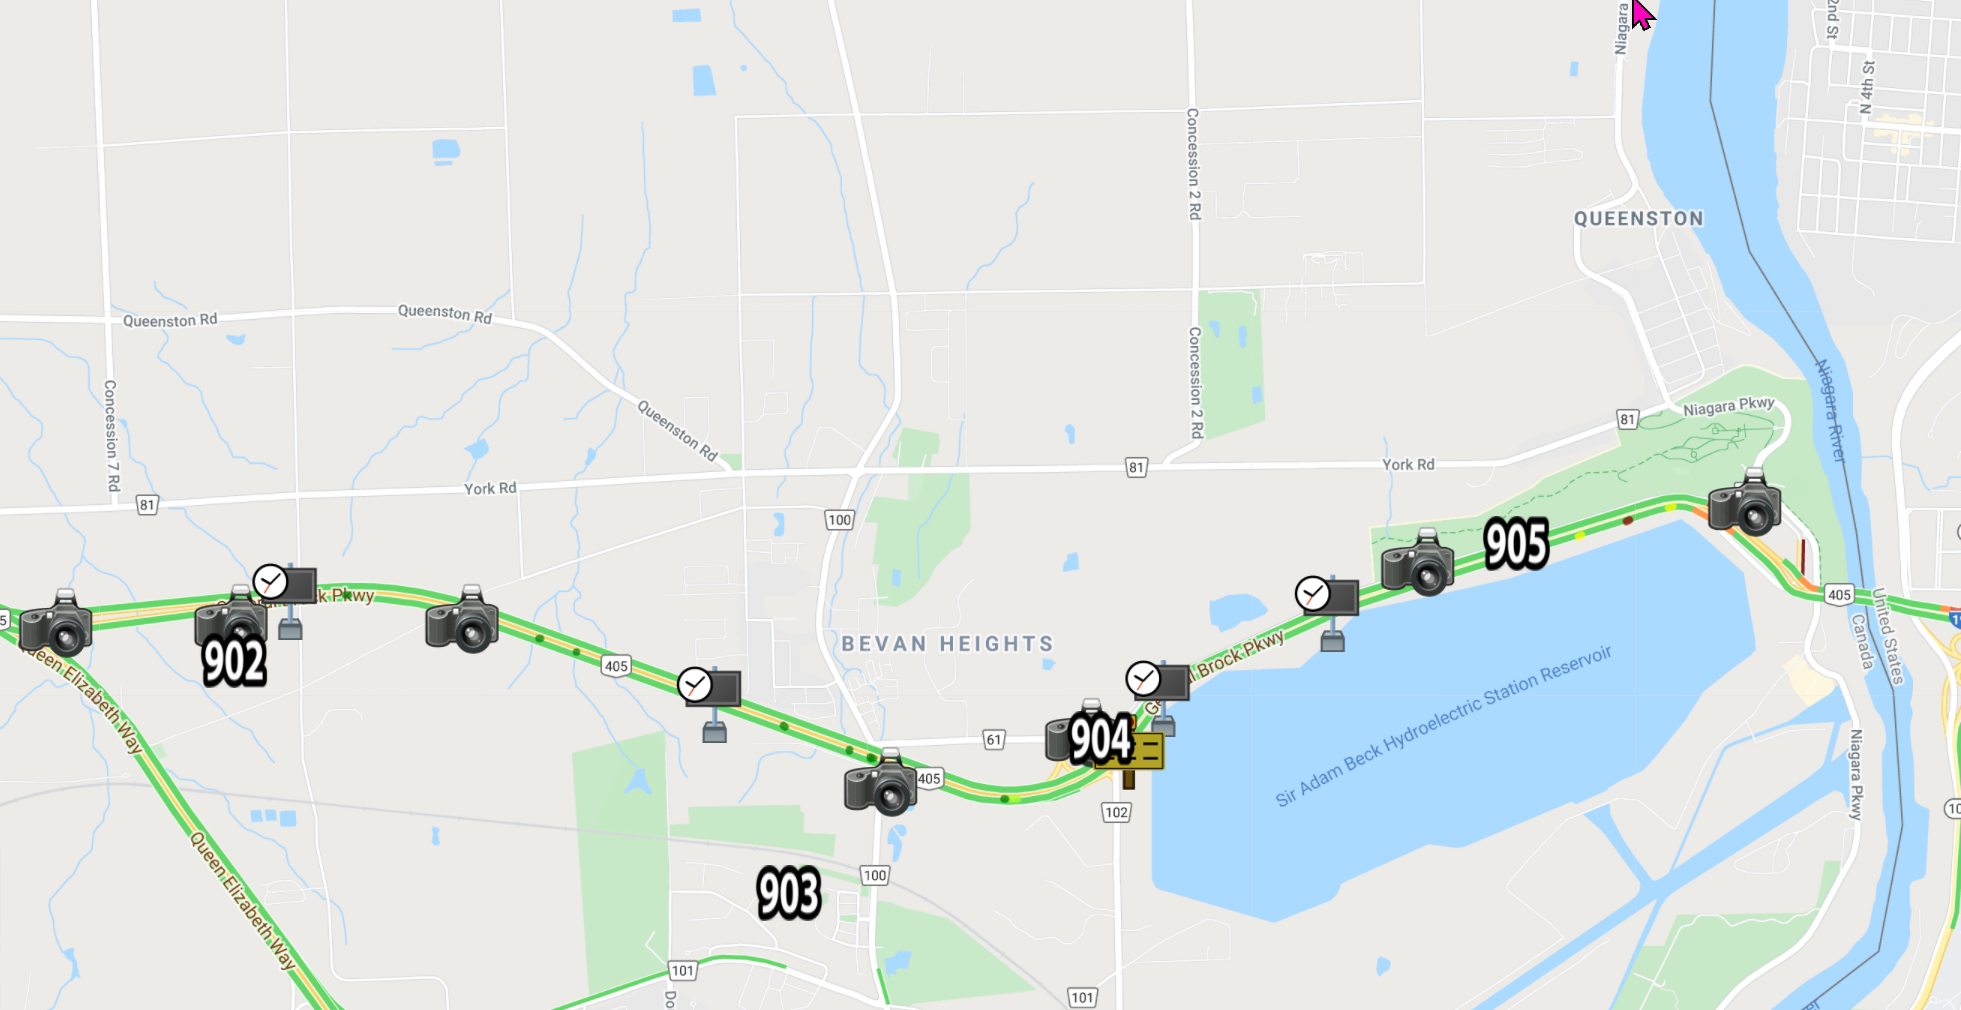 Niagara
2nd St
N 4th St
Concession 2 Rd
QUEENSTON
Queenston Rd
Queenston Rd
Concession 2 Rd
Niagara River
Concession 7 Rd
Queenston Rd
Niagara Pkwy
81
81
York Rd
York Rd
81
100
905
405
United States
Canada
5
k Pkwy
902
405
BEVAN HEIGHTS
l Brock Pkwy
Queen Elizabeth Way
904
61
405
Sir Adam Beck Hydroelectric Station Reservoir
Niagara Pkwy
102
10
Queen Elizabeth Way
903
100
101
Do
101